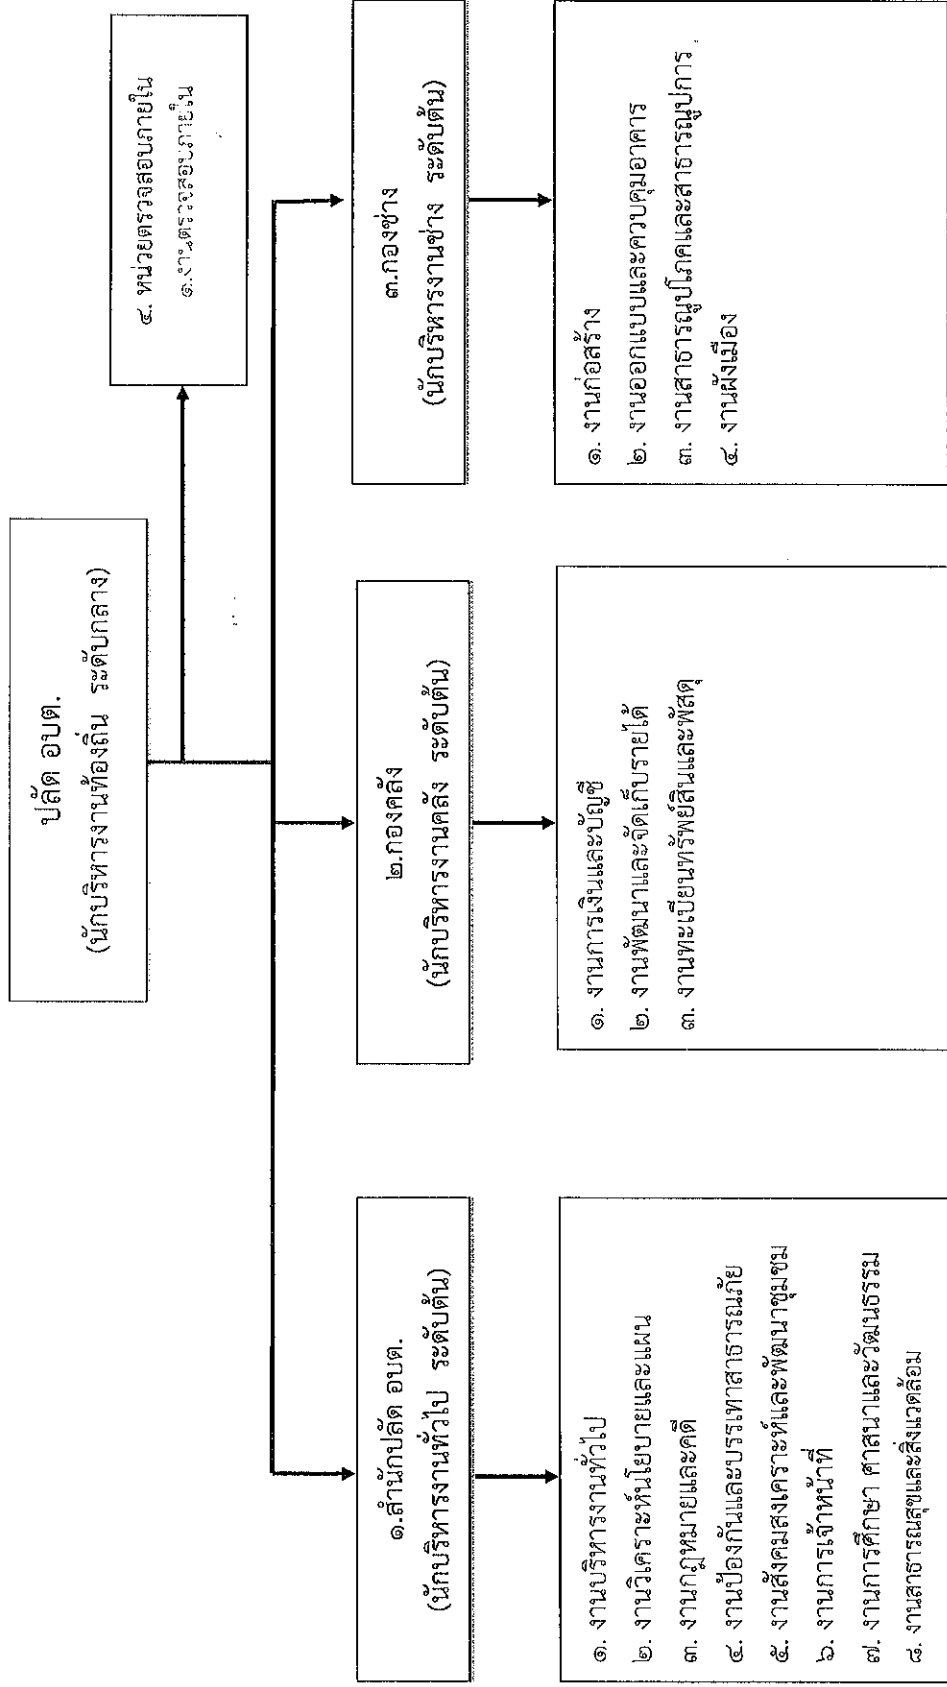 ปลัด อบต.
(นักบริหารงานท้องถิ่น ระดับกลาง)
๔. หน่วยตรวจสอบภายใน
๑.งานตรวจสอบภายใน
๑.สำนักปลัด อบต.
(นักบริหารงานทั่วไป ระดับต้น)
๒.กองคลัง
(นักบริหารงานคลัง ระดับต้น)
๓.กองช่าง
(นักบริหารงานช่าง ระดับต้น)
๑. งานบริหารงานทั่วไป
๒. งานวิเคราะห์นโยบายและแผน
๓. งานกฎหมายและคดี
๔. งานป้องกันและบรรเทาสาธารณภัย
๕. งานสังคมสงเคราะห์และพัฒนาชุมชม
๖. งานการเจ้าหน้าที่
๗. งานการศึกษา ศาสนาและวัฒนธรรม
๘. งานสาธารณสุขและสิ่งแวดล้อม
๑. งานการเงินและบัญชี
๒. งานพัฒนาและจัดเก็บรายได้
๓. งานทะเบียนทรัพย์สินและพัสดุ
๑. งานก่อสร้าง
๒. งานออกแบบและควบคุมอาคาร
๓. งานสาธารณูปโภคและสาธารณูปการ
๔. งานผังเมือง